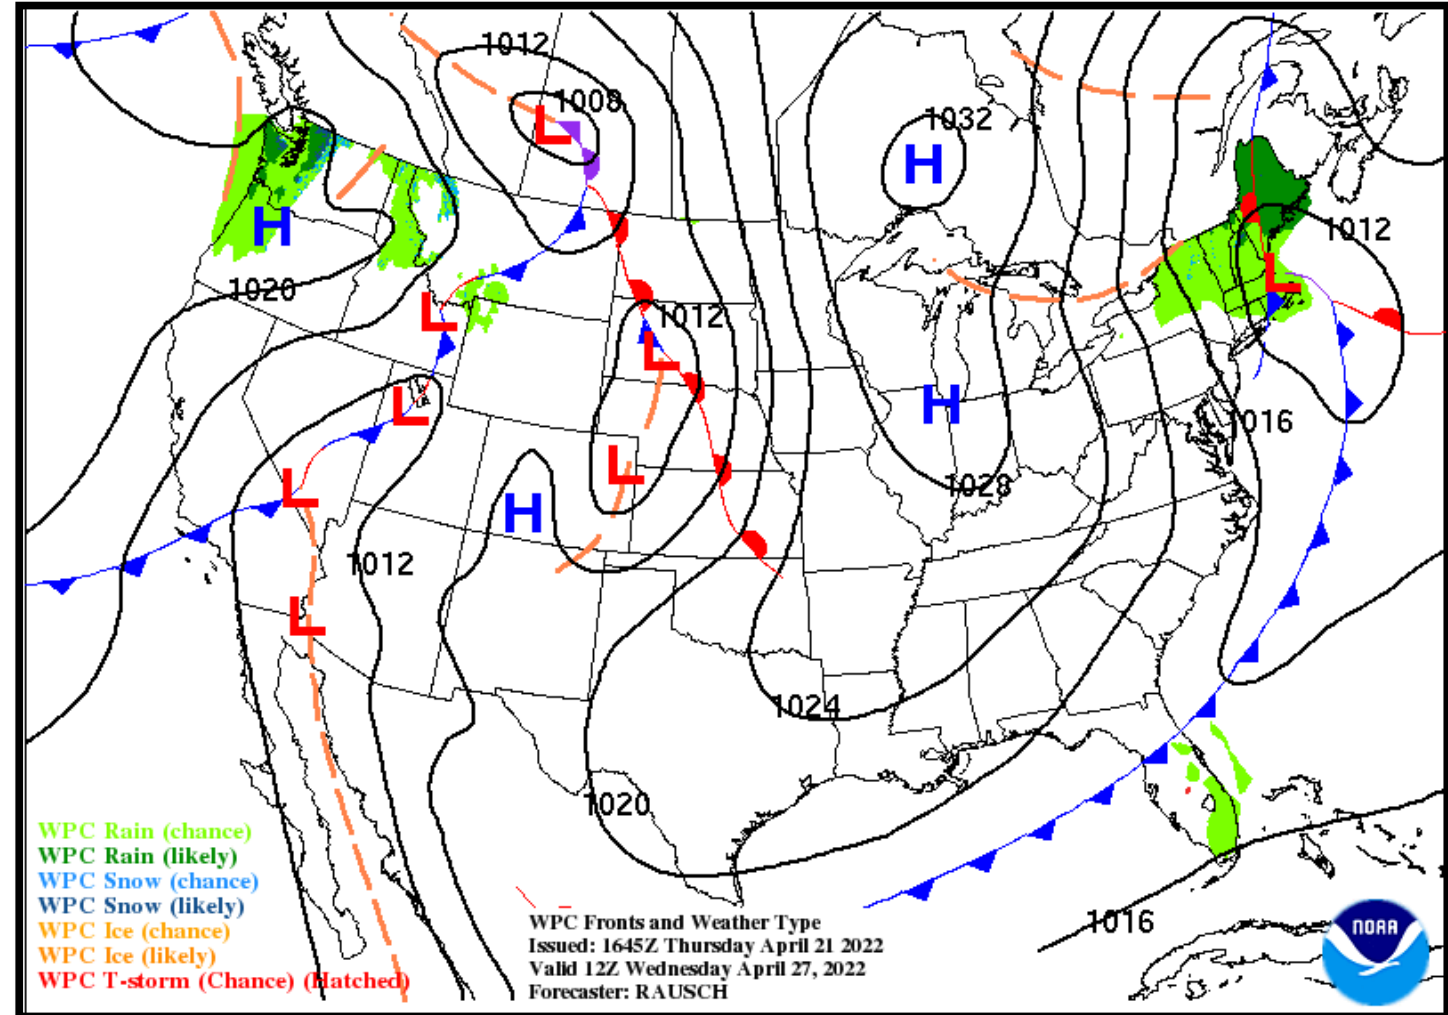 1012
1008
1032
1012
1020
1012
1016
1028
1012
1024
1020
1016
WPC Rain (chance)
WPC Rain (likely)
WPC Snow (chance)
WPC Snow (likely)
WPC Ice (chance)
WPC Ice (likely)
WPC T-storm (Chance) (Hatched)
WPC Fronts and Weather Type
Issued: 1645Z Thursday April 21 2022
Valid 12Z Wednesday April 27, 2022
Forecaster: RAUSCH
L
H
H
L
L
L
H
L
L
L
H
L
NOAA